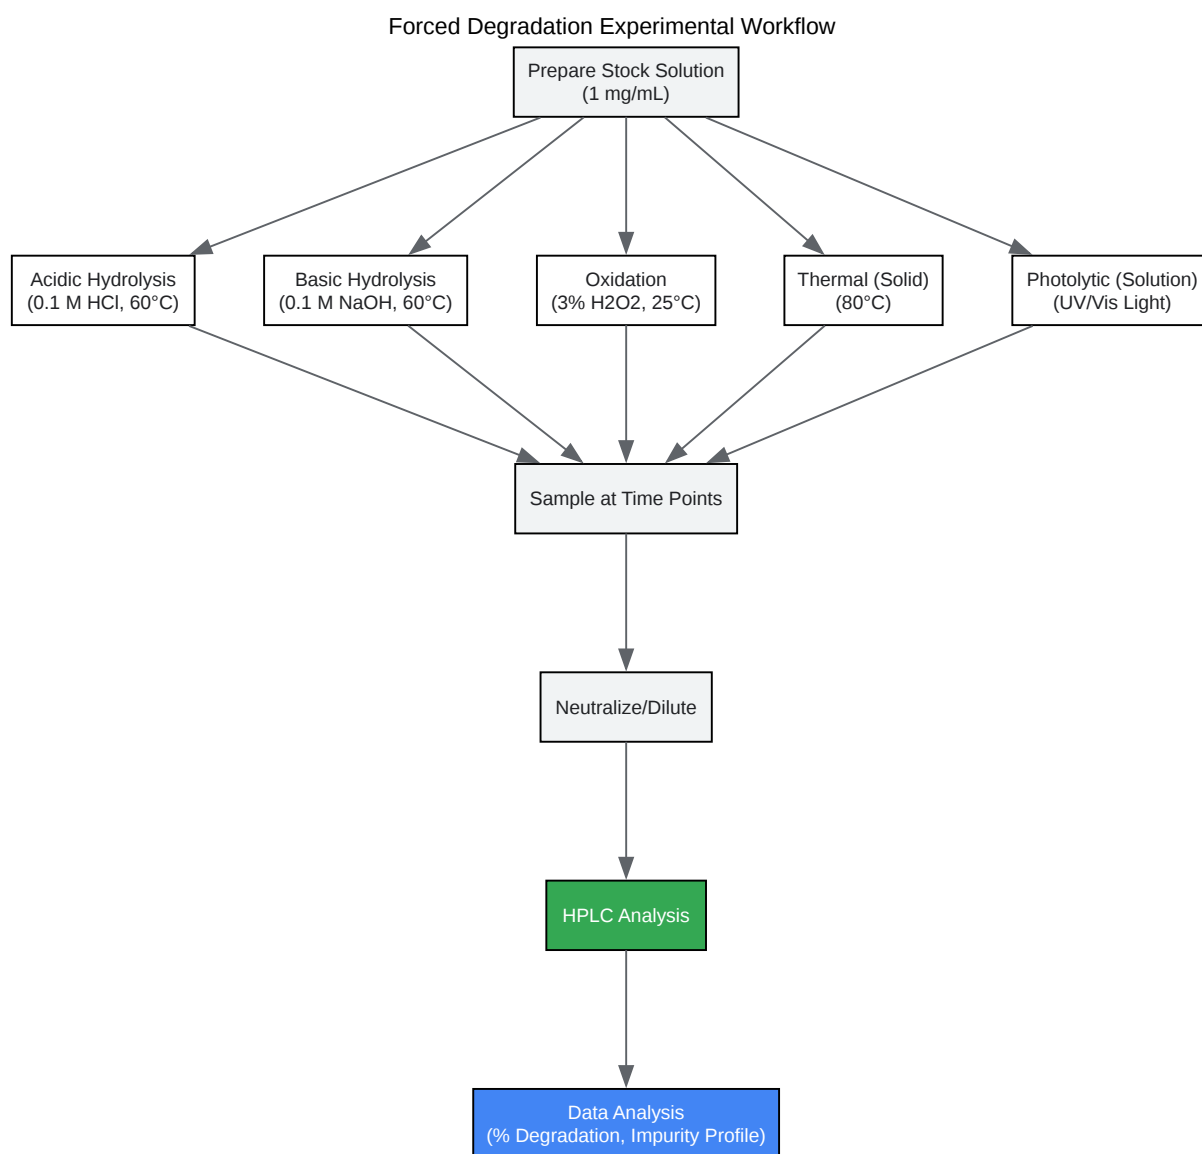 Forced Degradation Experimental Workflow
Prepare Stock Solution
(1 mg/mL)
Acidic Hydrolysis
(0.1 M HCl, 60°C)
Basic Hydrolysis
(0.1 M NaOH, 60°C)
Oxidation
(3% H2O2, 25°C)
Thermal (Solid)
(80°C)
Photolytic (Solution)
(UV/Vis Light)
Sample at Time Points
Neutralize/Dilute
HPLC Analysis
Data Analysis
(% Degradation, Impurity Profile)